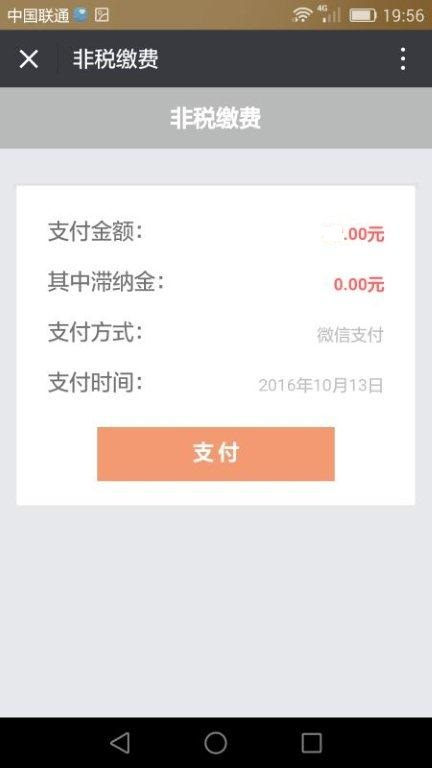 中国联通 4G 19:56
非税缴费
非税缴费
支付金额： .00元
其中滞纳金： 0.00元
支付方式： 微信支付
支付时间： 2016年10月13日
支付